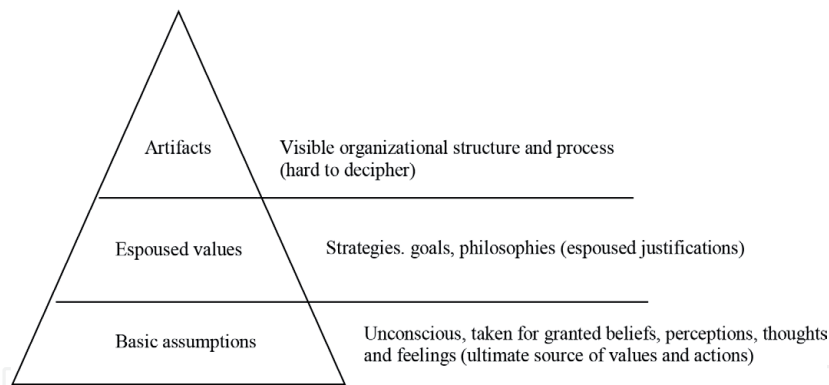 Artifacts
Visible organizational structure and process
(hard to decipher)
Espoused values
Strategies. goals, philosophies (espoused justifications)
Basic assumptions
Unconscious, taken for granted beliefs, perceptions, thoughts
and feelings (ultimate source of values and actions)